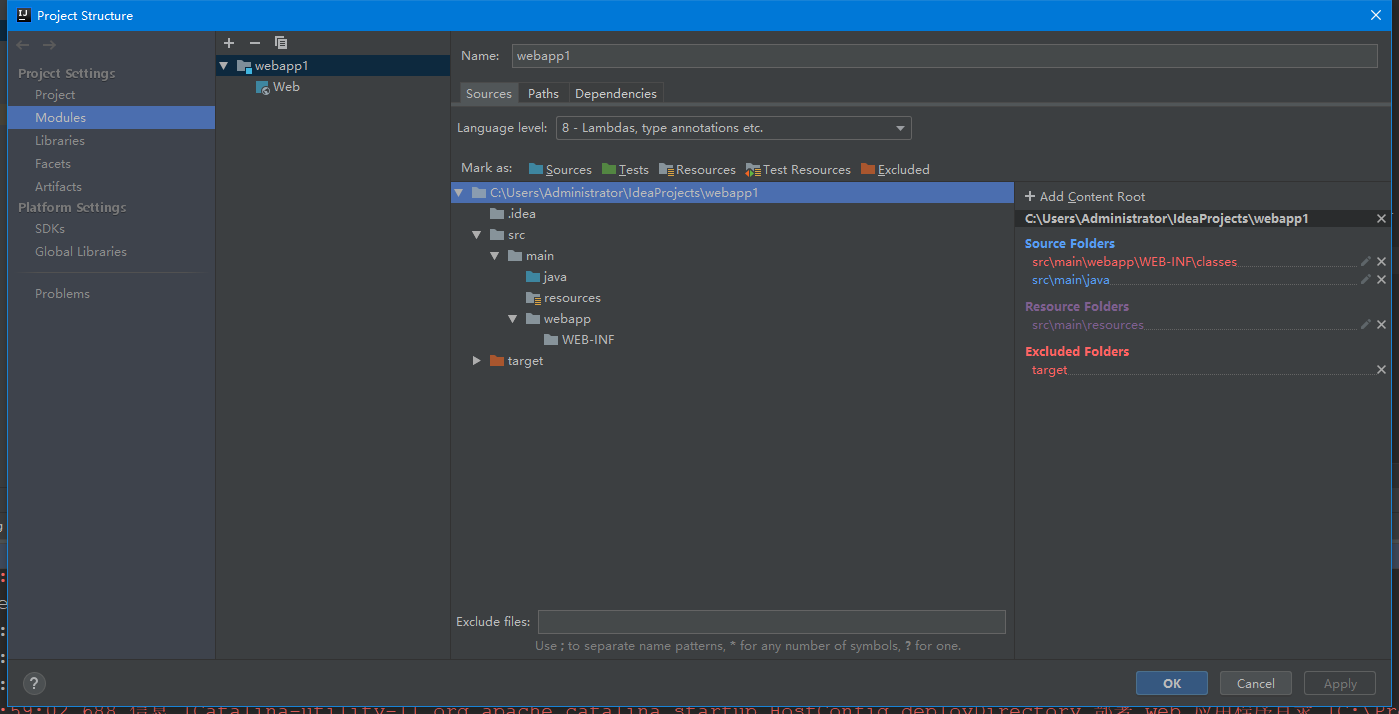 Project Structure
Project Settings
Project
Modules
Libraries
Facets
Artifacts
Platform Settings
SDKs
Global Libraries
Problems
webapp1
Web
Name: webapp1
Sources Paths Dependencies
Language level: 8 - Lambdas, type annotations etc.
Mark as: Sources Tests Resources Test Resources Excluded
C:\Users\Administrator\IdeaProjects\webapp1
.idea
src
main
java
resources
webapp
WEB-INF
target
Exclude files:
Use ; to separate name patterns, * for any number of symbols, ? for one.
+ Add Content Root
C:\Users\Administrator\IdeaProjects\webapp1
Source Folders
src\main\webapp\WEB-INF\classes
src\main\java
Resource Folders
src\main\resources
Excluded Folders
target
?
OK Cancel Apply